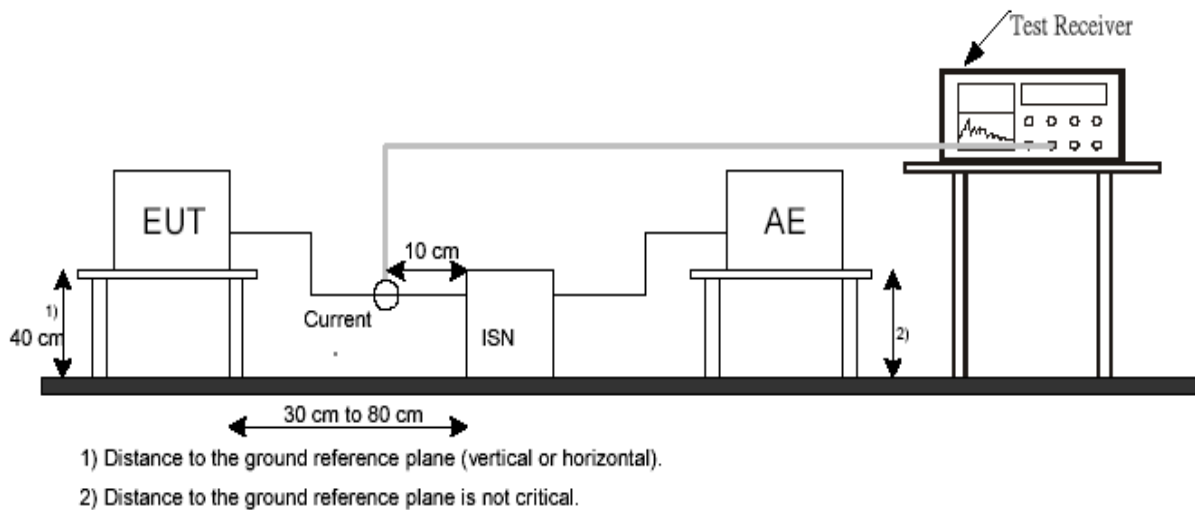 Test Receiver
EUT
AE
10 cm
1)
40 cm
Current
ISN
2)
30 cm to 80 cm
1) Distance to the ground reference plane (vertical or horizontal).
2) Distance to the ground reference plane is not critical.